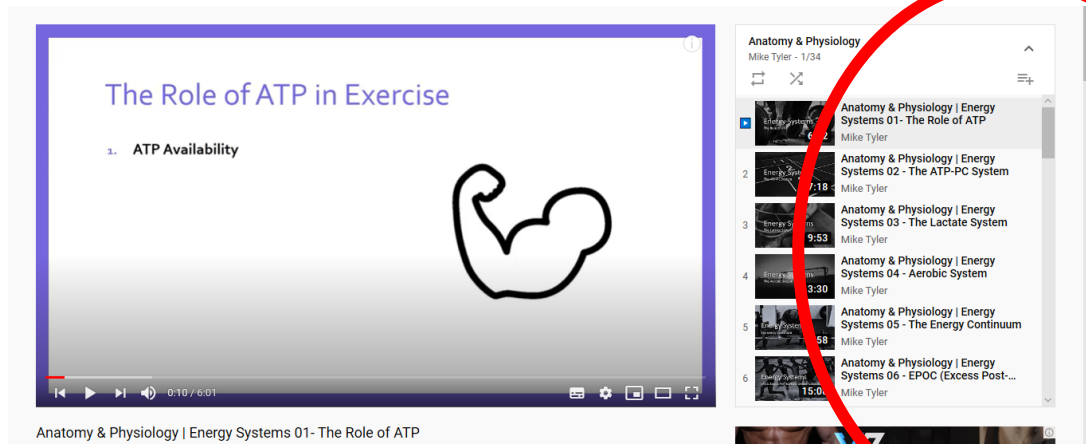 The Role of ATP in Exercise
1. ATP Availability
0:10 / 6:01
Anatomy & Physiology | Energy Systems 01- The Role of ATP
Anatomy & Physiology
Mike Tyler - 1/34
Anatomy & Physiology | Energy
Systems 01- The Role of ATP
Mike Tyler
2
7:18
Anatomy & Physiology | Energy
Systems 02 - The ATP-PC System
Mike Tyler
3
9:53
Anatomy & Physiology | Energy
Systems 03 - The Lactate System
Mike Tyler
4
3:30
Anatomy & Physiology | Energy
Systems 04 - Aerobic System
Mike Tyler
5
Anatomy & Physiology | Energy
Systems 05 - The Energy Continuum
Mike Tyler
6
Anatomy & Physiology | Energy
Systems 06 - EPOC (Excess Post-...
Mike Tyler